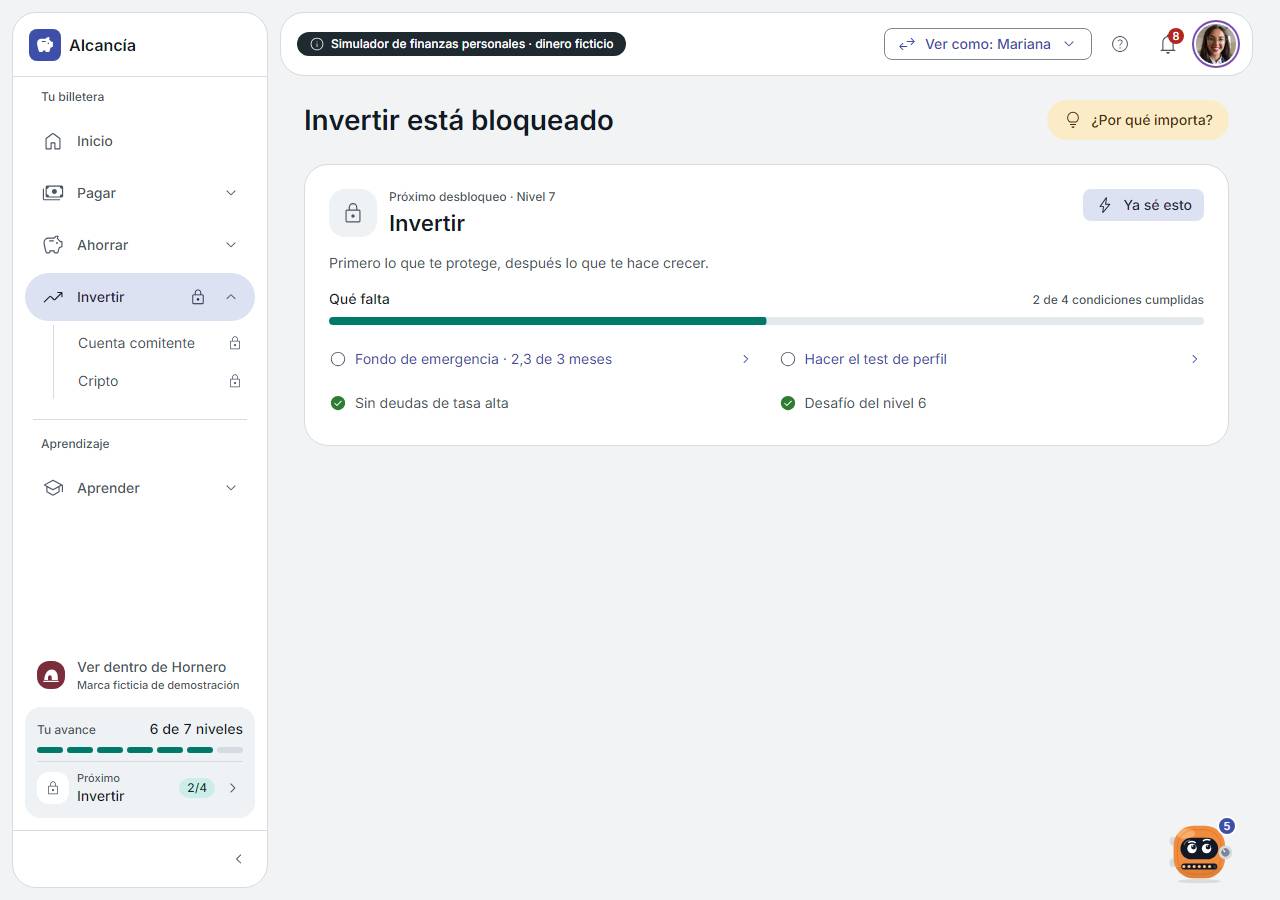 Alcancía
Tu billetera
Inicio
Pagar
Ahorrar
Invertir
Cuenta comitente
Cripto
Aprendizaje
Aprender
Ver dentro de Hornero
Marca ficticia de demostración
Tu avance 6 de 7 niveles
Próximo
Invertir 2/4
Simulador de finanzas personales · dinero ficticio
Ver como: Mariana
8
Invertir está bloqueado
¿Por qué importa?
Próximo desbloqueo · Nivel 7
Invertir
Ya sé esto
Primero lo que te protege, después lo que te hace crecer.
Qué falta 2 de 4 condiciones cumplidas
Fondo de emergencia · 2,3 de 3 meses
Hacer el test de perfil
Sin deudas de tasa alta
Desafío del nivel 6
5